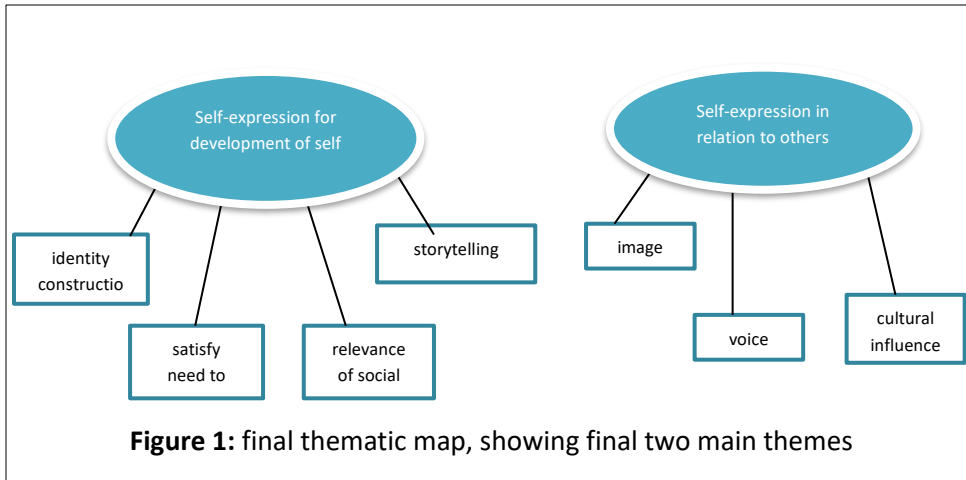 Self-expression for
development of self
Self-expression in
relation to others
identity
constructio
storytelling
image
satisfy
need to
relevance
of social
voice
cultural
influence
Figure 1: final thematic map, showing final two main themes